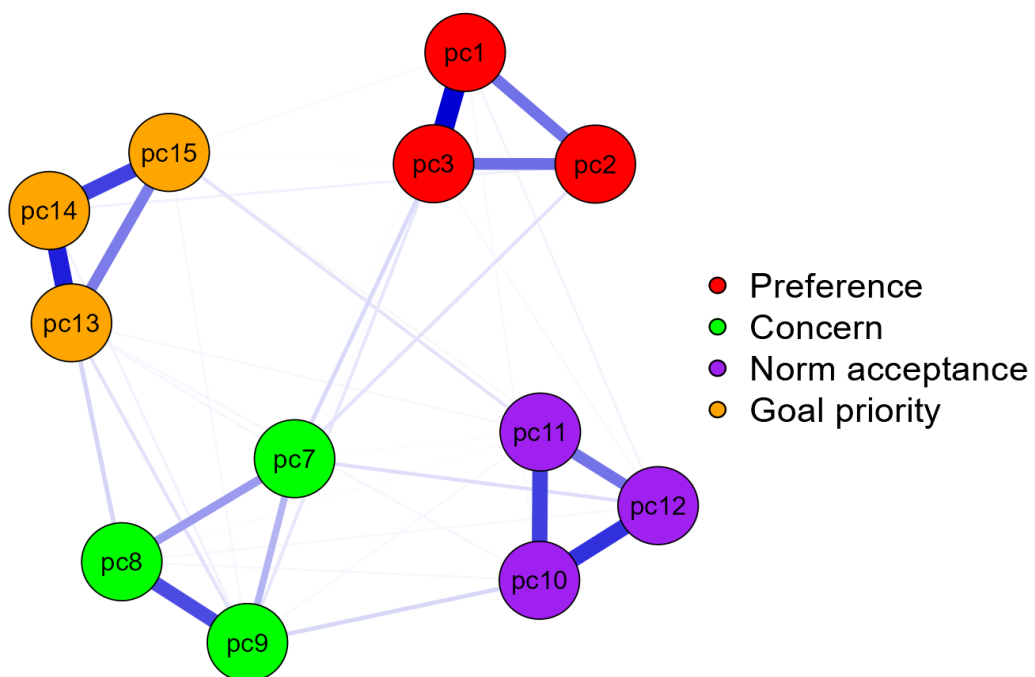 pc1
pc15
pc3
pc2
pc14
pc13
Preference
Concern
Norm acceptance
Goal priority
pc11
pc7
pc12
pc8
pc10
pc9